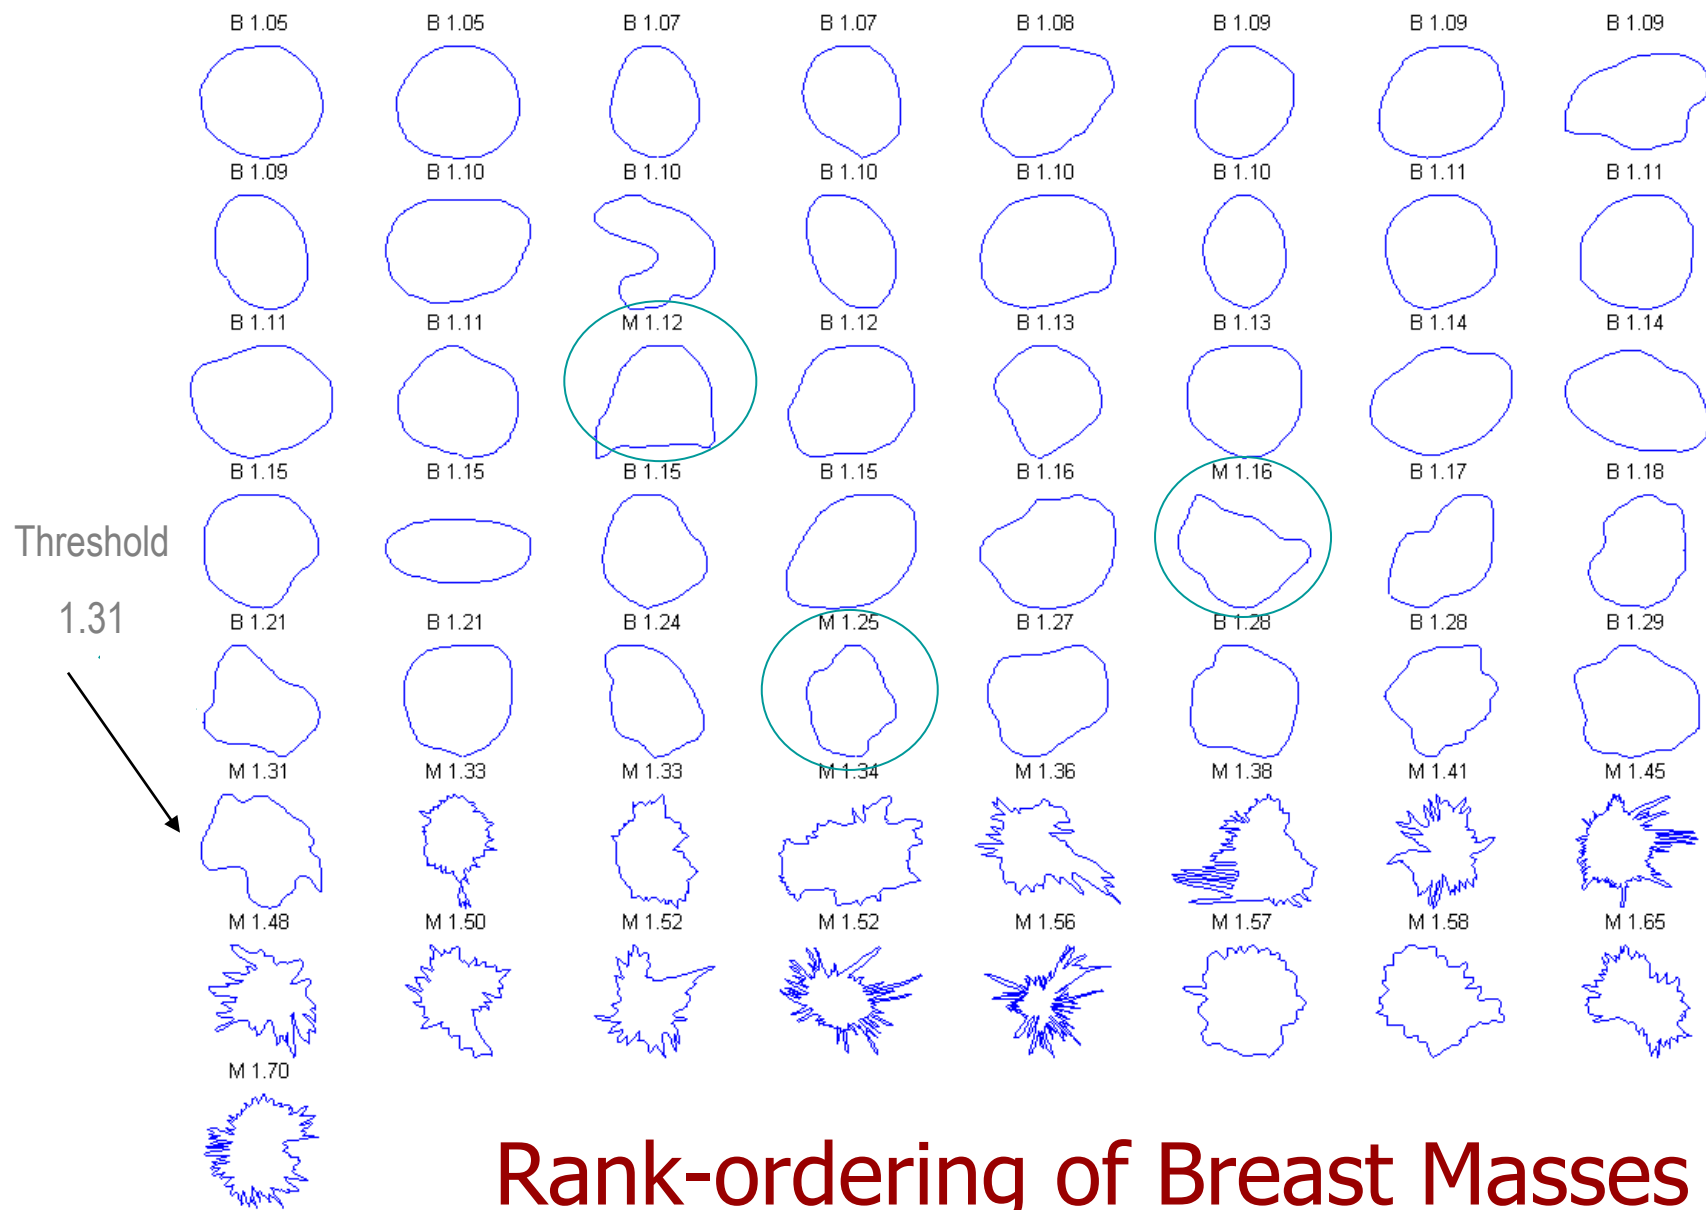 B 1.05 B 1.05 B 1.07 B 1.07 B 1.08 B 1.09 B 1.09 B 1.09
B 1.09 B 1.10 B 1.10 B 1.10 B 1.10 B 1.10 B 1.11 B 1.11
B 1.11 B 1.11 M 1.12 B 1.12 B 1.13 B 1.13 B 1.14 B 1.14
B 1.15 B 1.15 B 1.15 B 1.15 B 1.16 M 1.16 B 1.17 B 1.18
Threshold
1.31
B 1.21 B 1.21 B 1.24 M 1.25 B 1.27 B 1.28 B 1.28 B 1.29
M 1.31 M 1.33 M 1.33 M 1.34 M 1.36 M 1.38 M 1.41 M 1.45
M 1.48 M 1.50 M 1.52 M 1.52 M 1.56 M 1.57 M 1.58 M 1.65
M 1.70
Rank-ordering of Breast Masses